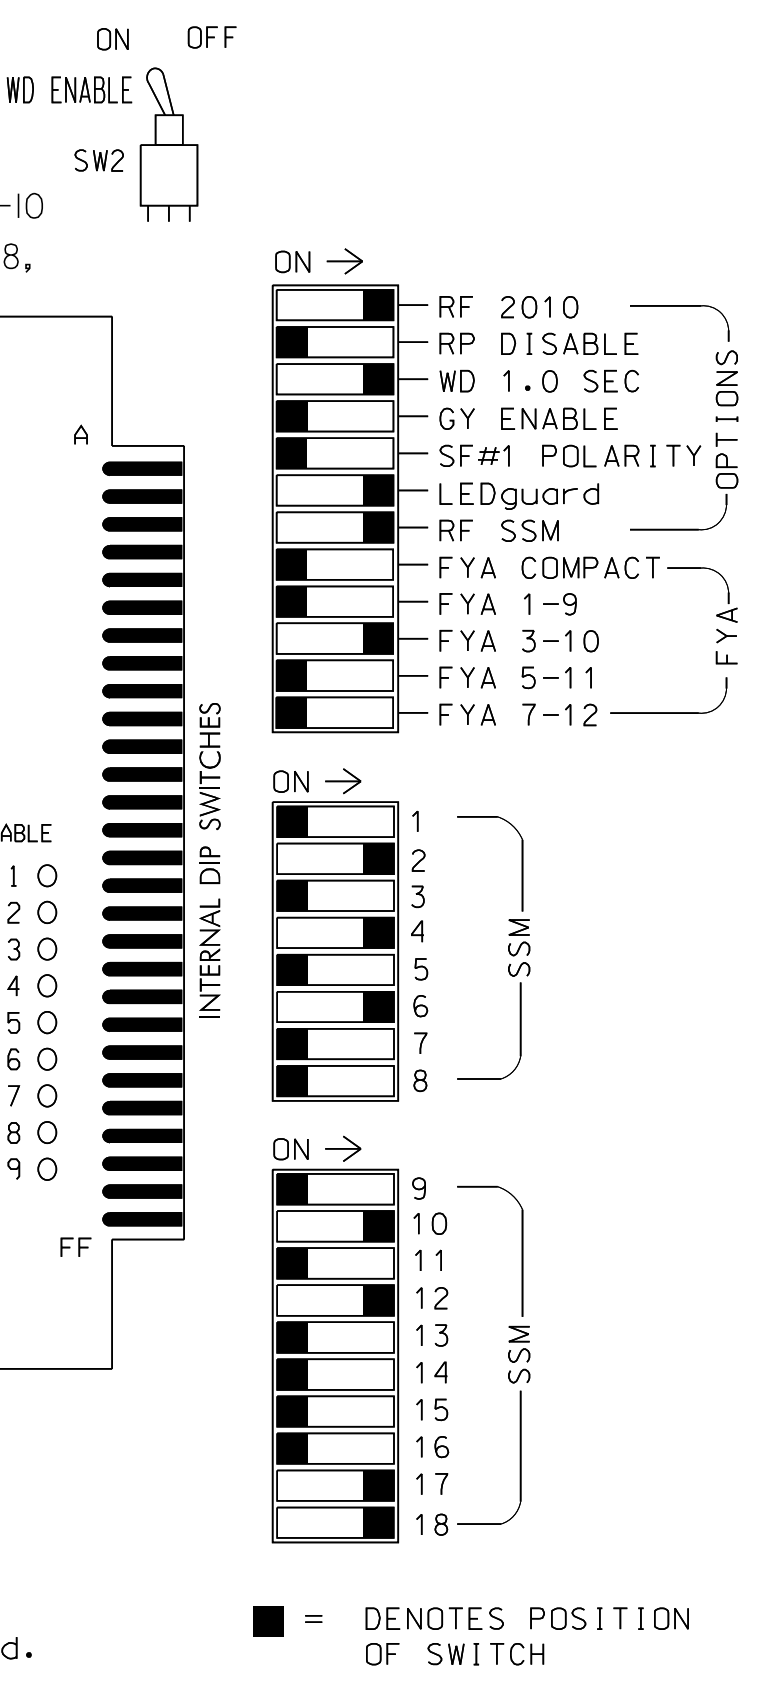 ON OFF
WD ENABLE
SW2
-10
8,
ON →
RF 2010
RP DISABLE
WD 1.0 SEC
GY ENABLE
SF#1 POLARITY
LEDguard
RF SSM
OPTIONS
FYA COMPACT
FYA 1-9
FYA 3-10
FYA 5-11
FYA 7-12
FYA
A
FF
INTERNAL DIP SWITCHES
ABLE
1
2
3
4
5
6
7
8
9
ON →
1
2
3
4
5
6
7
8
SSM
ON →
9
10
11
12
13
14
15
16
17
18
SSM
= DENOTES POSITION
OF SWITCH
d.